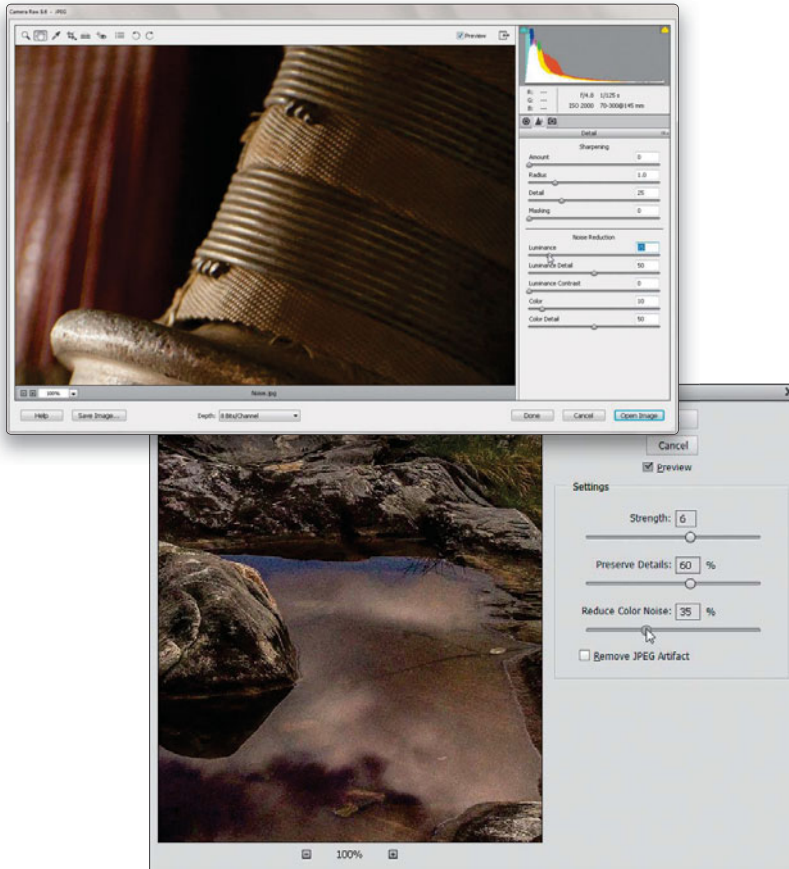 Camera Raw 8.6 - JPEG
Preview
R: ---
G: ---
B: ---
f/4.8 1/125 s
ISO 2000 70-300@145 mm
Detail
Sharpening
Amount 0
Radius 1.0
Detail 25
Masking 0
Noise Reduction
Luminance
Luminance Detail 50
Luminance Contrast 0
Color 10
Color Detail 50
100%
Noise.jpg
Help
Save Image...
Depth: 8 Bits/Channel
Done
Cancel
Open Image
X
Cancel
Preview
Settings
Strength: 6
Preserve Details: 60 %
Reduce Color Noise: 35 %
Remove JPEG Artifact
100%